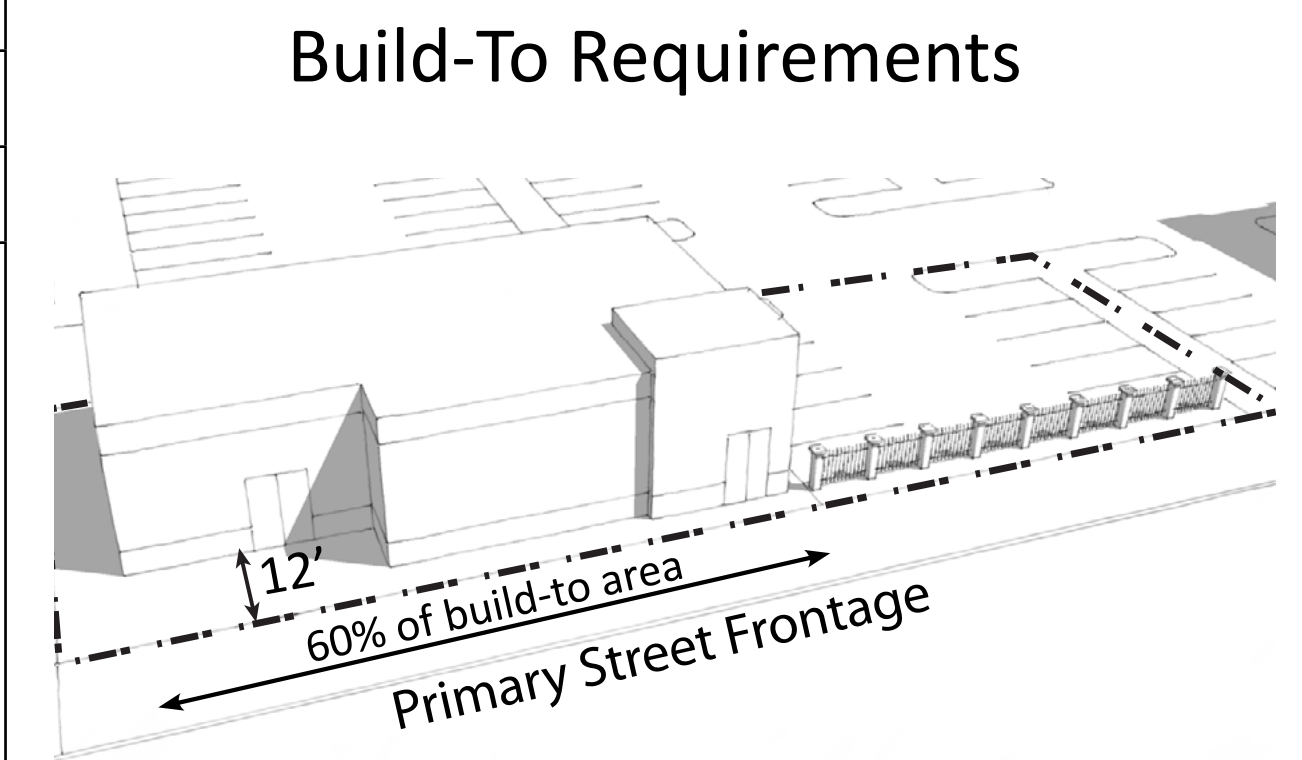 Build-To Requirements
12’
60% of build-to area
Primary Street Frontage